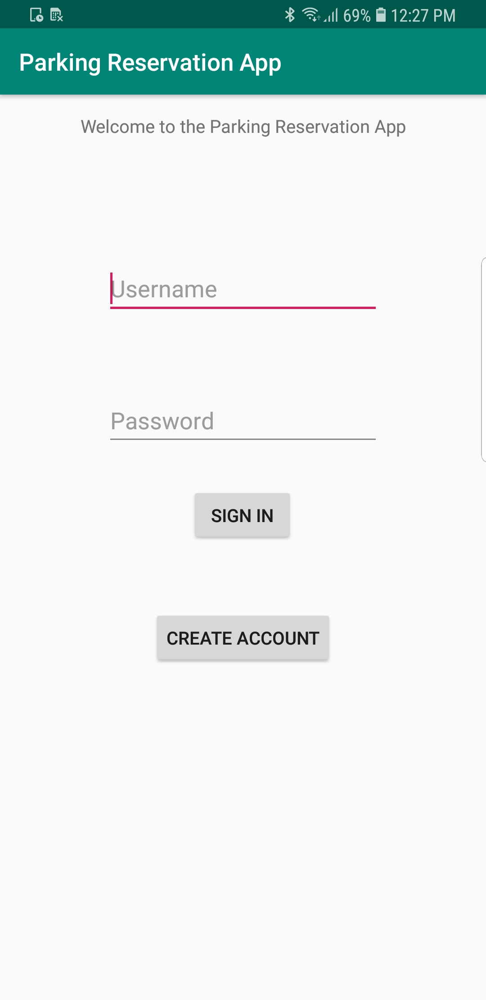 69% 12:27 PM
Parking Reservation App
Welcome to the Parking Reservation App
Username
Password
SIGN IN
CREATE ACCOUNT